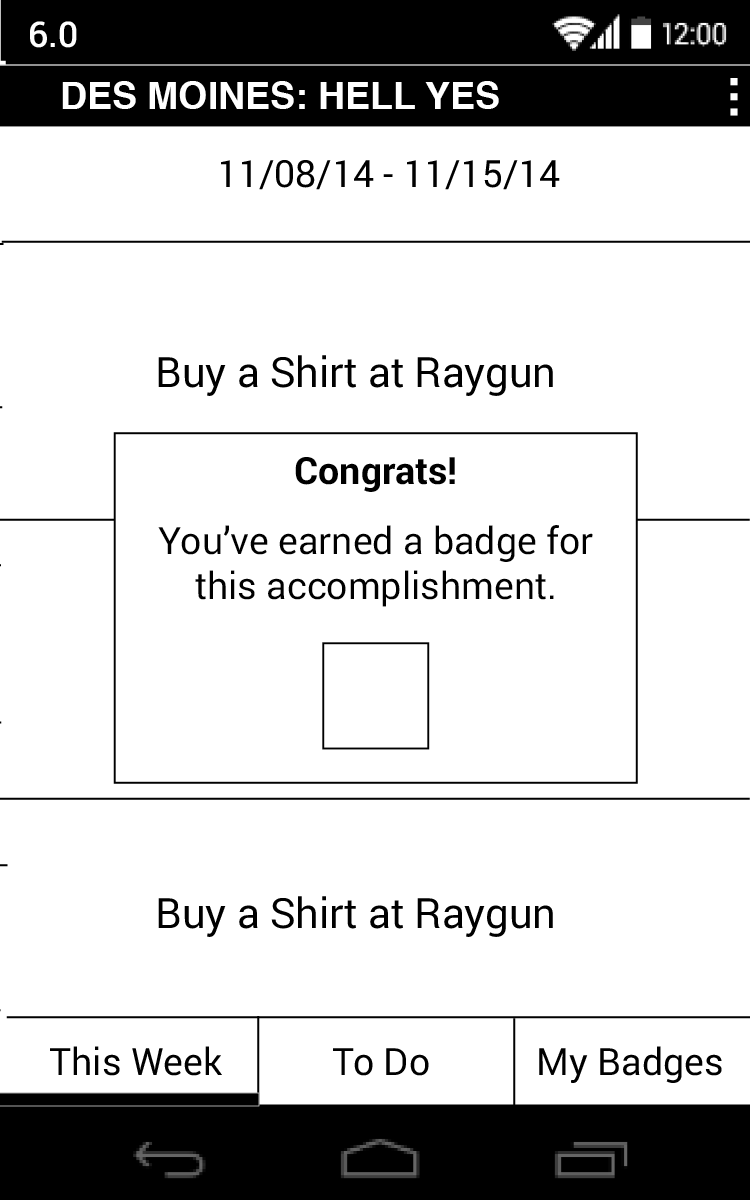 6.0
12:00
DES MOINES: HELL YES
11/08/14 - 11/15/14
Buy a Shirt at Raygun
Congrats!
You’ve earned a badge for
this accomplishment.
Buy a Shirt at Raygun
This Week
To Do
My Badges